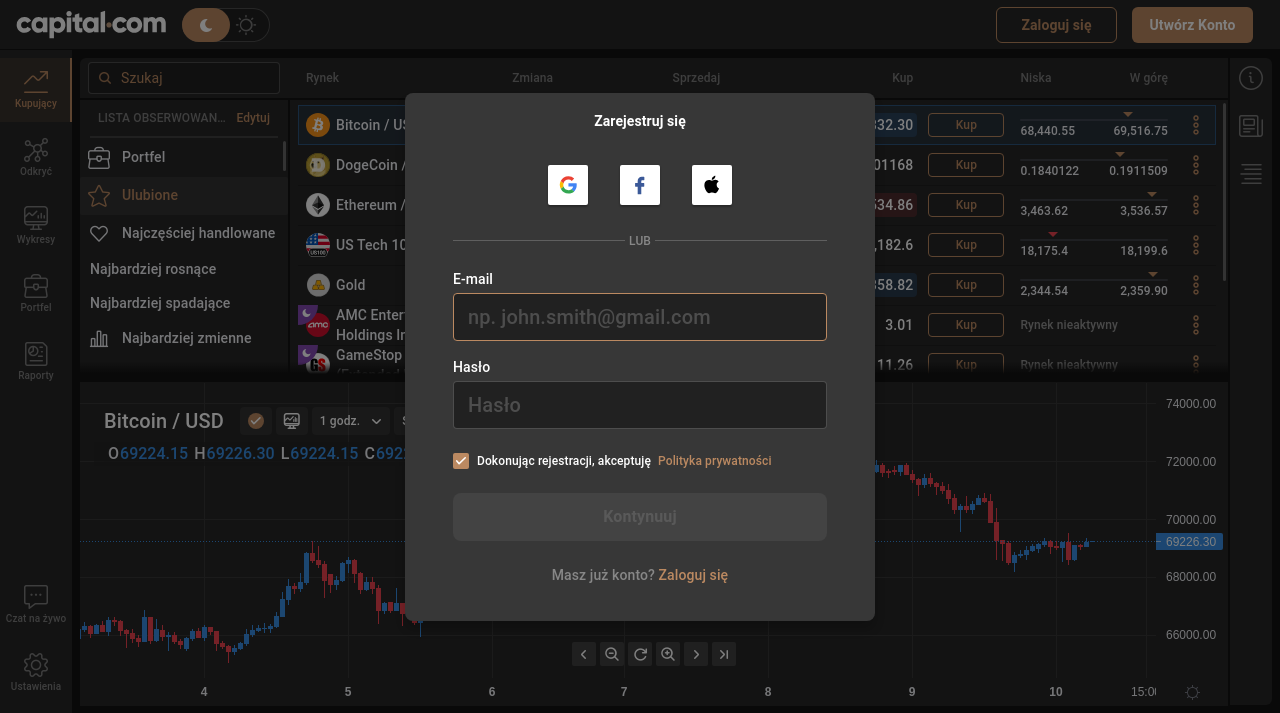 capital.com
Zaloguj się
Utwórz Konto
Kupujący
Odkryć
Wykresy
Portfel
Raporty
Czat na żywo
Ustawienia
Szukaj
LISTA OBSERWOWAN... Edytuj
Portfel
Ulubione
Najczęściej handlowane
Najbardziej rosnące
Najbardziej spadające
Najbardziej zmienne
Rynek Zmiana Sprzedaj Kup Niska W górę
Bitcoin / US 32.30 Kup 68,440.55 69,516.75
DogeCoin / 01168 Kup 0.1840122 0.1911509
Ethereum / 534.86 Kup 3,463.62 3,536.57
US Tech 10 ,182.6 Kup 18,175.4 18,199.6
Gold 358.82 Kup 2,344.54 2,359.90
AMC Enter
Holdings In 3.01 Kup Rynek nieaktywny
GameStop 11.26 Kup Rynek nieaktywny
Bitcoin / USD 1 godz.
O69224.15 H69226.30 L69224.15 C6922
74000.00
72000.00
70000.00
69226.30
68000.00
66000.00
4 5 6 7 8 9 10 15:0
Zarejestruj się
LUB
E-mail
np. john.smith@gmail.com
Hasło
Hasło
Dokonując rejestracji, akceptuję Polityka prywatności
Kontynuuj
Masz już konto? Zaloguj się